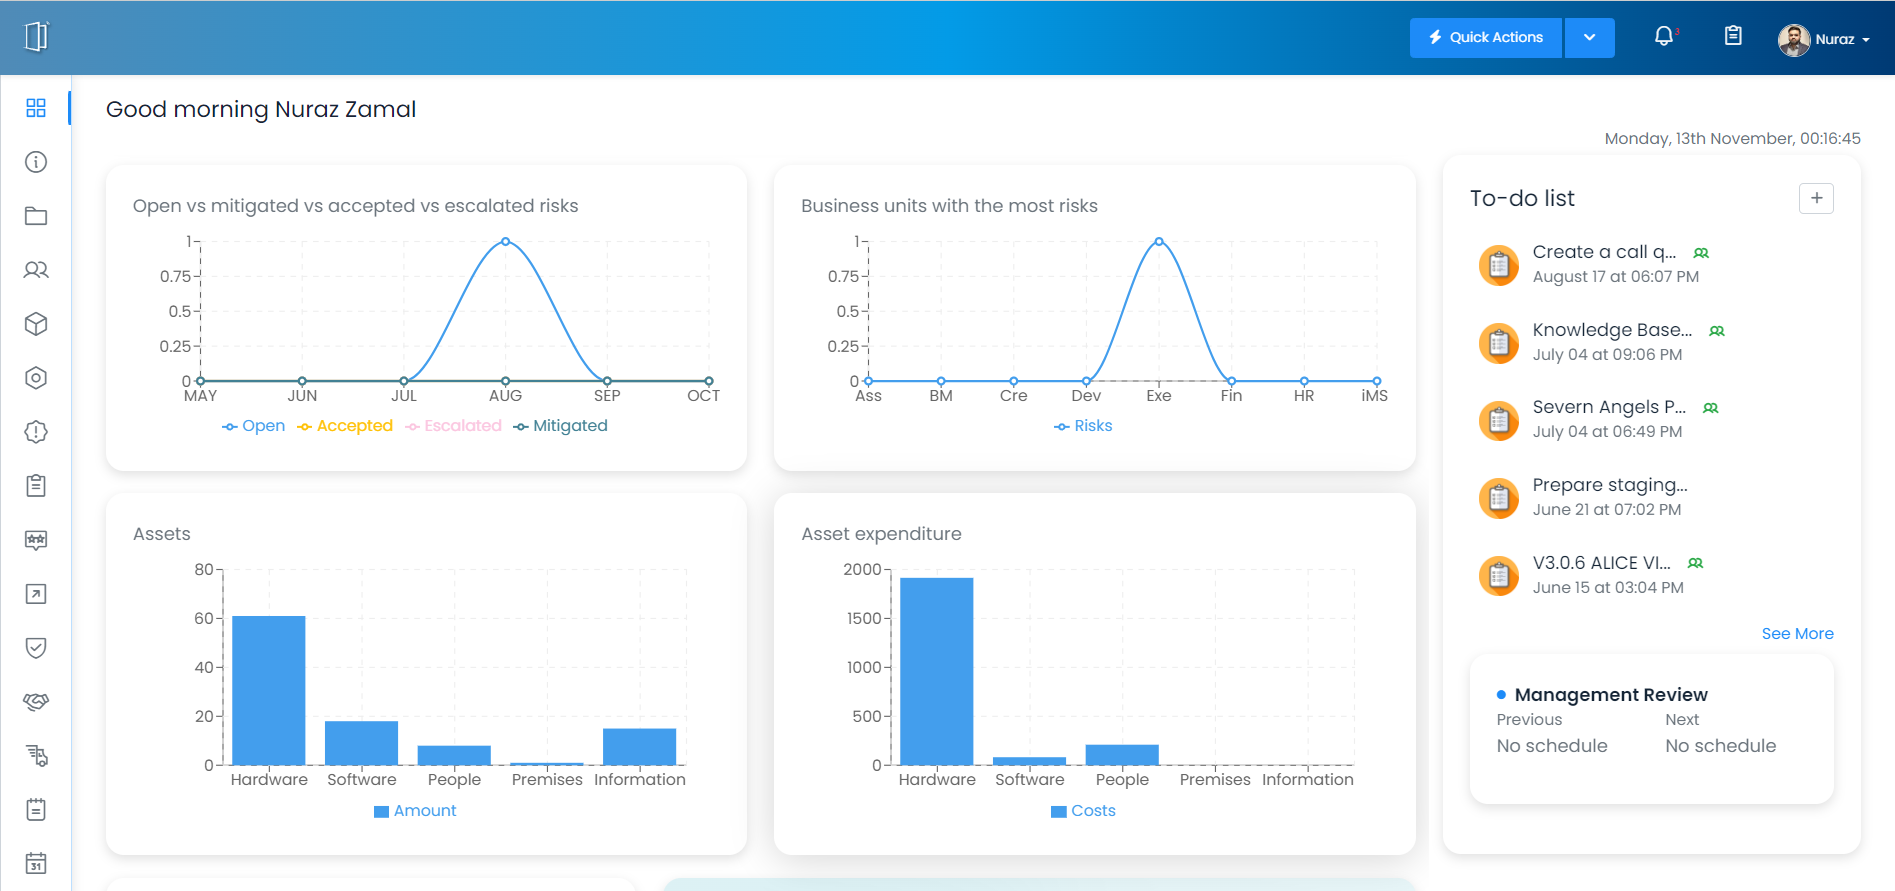 Quick Actions
3
Nuraz
Good morning Nuraz Zamal
Monday, 13th November, 00:16:45
Open vs mitigated vs accepted vs escalated risks
1
0.75
0.5
0.25
0
MAY JUN JUL AUG SEP OCT
Open Accepted Escalated Mitigated
Business units with the most risks
1
0.75
0.5
0.25
0
Ass BM Cre Dev Exe Fin HR iMS
Risks
Assets
80
60
40
20
0
Hardware Software People Premises Information
Amount
Asset expenditure
2000
1500
1000
500
0
Hardware Software People Premises Information
Costs
To-do list
Create a call q...
August 17 at 06:07 PM
Knowledge Base...
July 04 at 09:06 PM
Severn Angels P...
July 04 at 06:49 PM
Prepare staging...
June 21 at 07:02 PM
V3.0.6 ALICE VI...
June 15 at 03:04 PM
See More
Management Review
Previous Next
No schedule No schedule
31